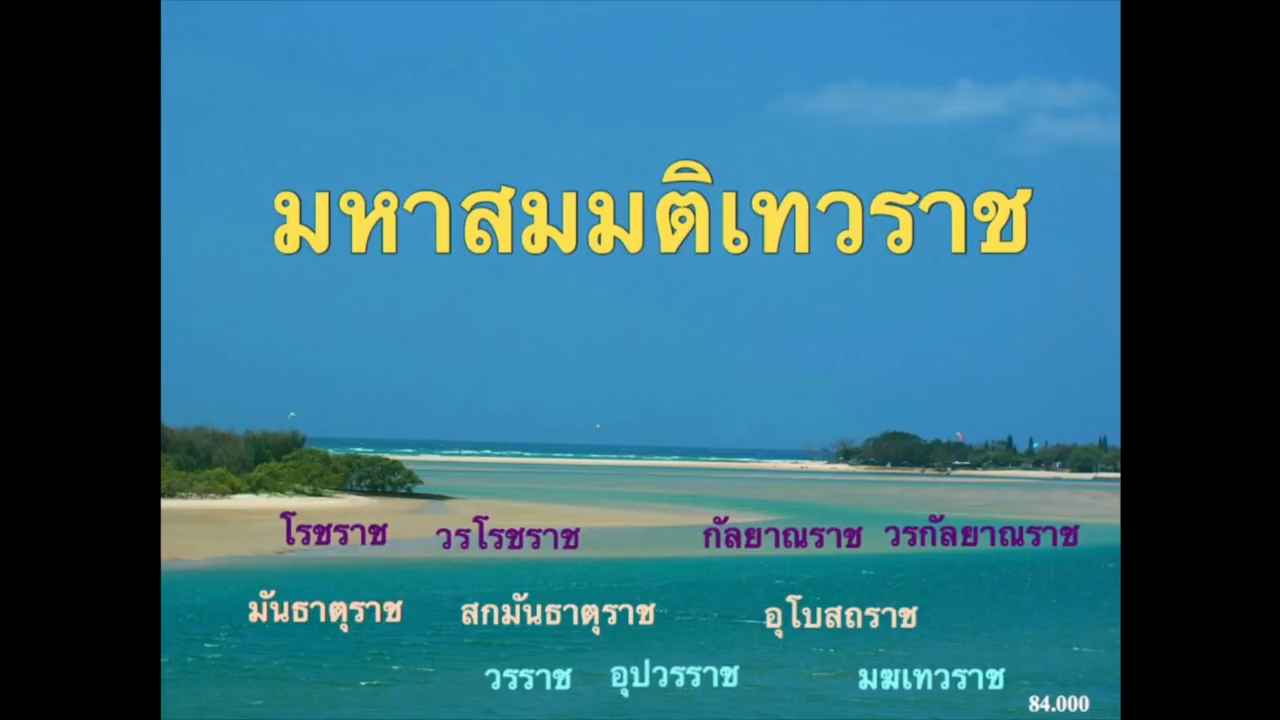 มหาสมมติเทวราช
โรชราช วรโรชราช กัลยาณราช วรกัลยาณราช
มันธาตุราช สกมันธาตุราช อุโบสถราช
วรราช อุปวรราช มฆเทวราช
84.000